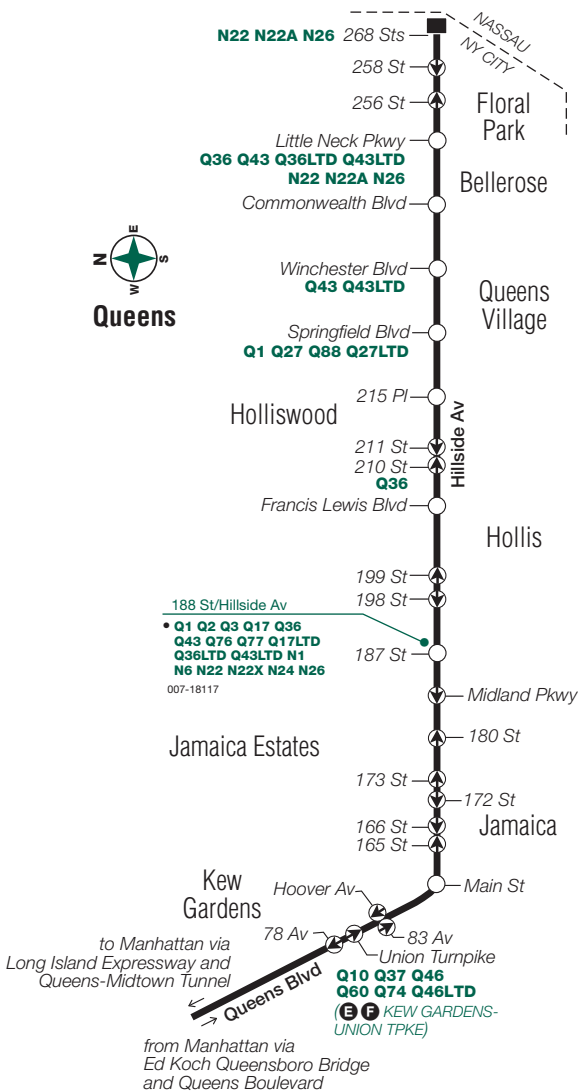 NASSAU
NY CITY
N22 N22A N26 268 Sts
258 St
256 St
Floral
Park
Little Neck Pkwy
Q36 Q43 Q36LTD Q43LTD
N22 N22A N26
Bellerose
Commonwealth Blvd
N
E
S
W
Queens
Winchester Blvd
Q43 Q43LTD
Queens
Village
Springfield Blvd
Q1 Q27 Q88 Q27LTD
215 Pl
Holliswood
Hillside Av
211 St
210 St
Q36
Francis Lewis Blvd
Hollis
199 St
198 St
188 St/Hillside Av
• Q1 Q2 Q3 Q17 Q36
Q43 Q76 Q77 Q17LTD
Q36LTD Q43LTD N1
N6 N22 N22X N24 N26
007-18117
187 St
Midland Pkwy
180 St
Jamaica Estates
173 St
172 St
166 St
Jamaica
165 St
Main St
Kew
Gardens
Hoover Av
78 Av
83 Av
Union Turnpike
Q10 Q37 Q46
Q60 Q74 Q46LTD
(E F KEW GARDENS-
UNION TPKE)
to Manhattan via
Long Island Expressway and
Queens-Midtown Tunnel
Queens Blvd
from Manhattan via
Ed Koch Queensboro Bridge
and Queens Boulevard